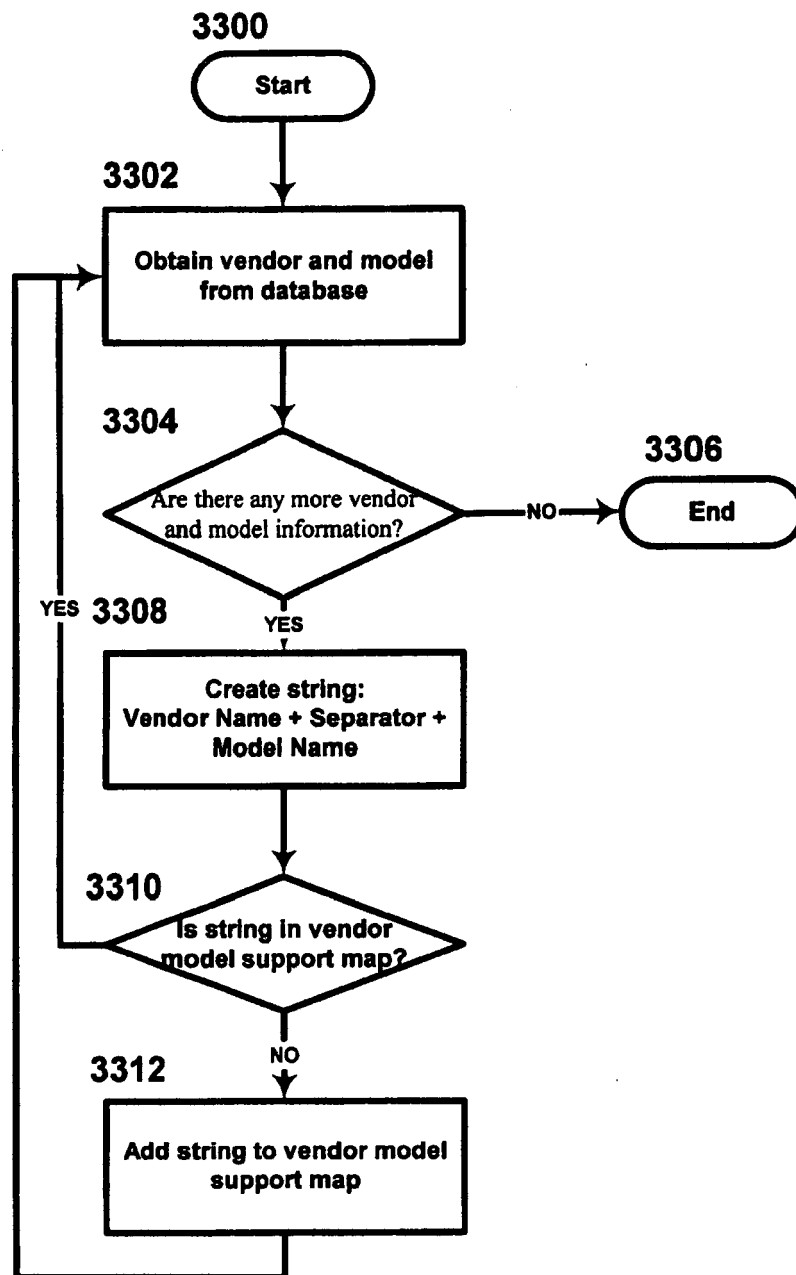 3300
Start
3302
Obtain vendor and model
from database
3304
Are there any more vendor
and model information?
NO
3306
End
YES
3308
YES
Create string:
Vendor Name + Separator +
Model Name
3310
Is string in vendor
model support map?
NO
3312
Add string to vendor model
support map